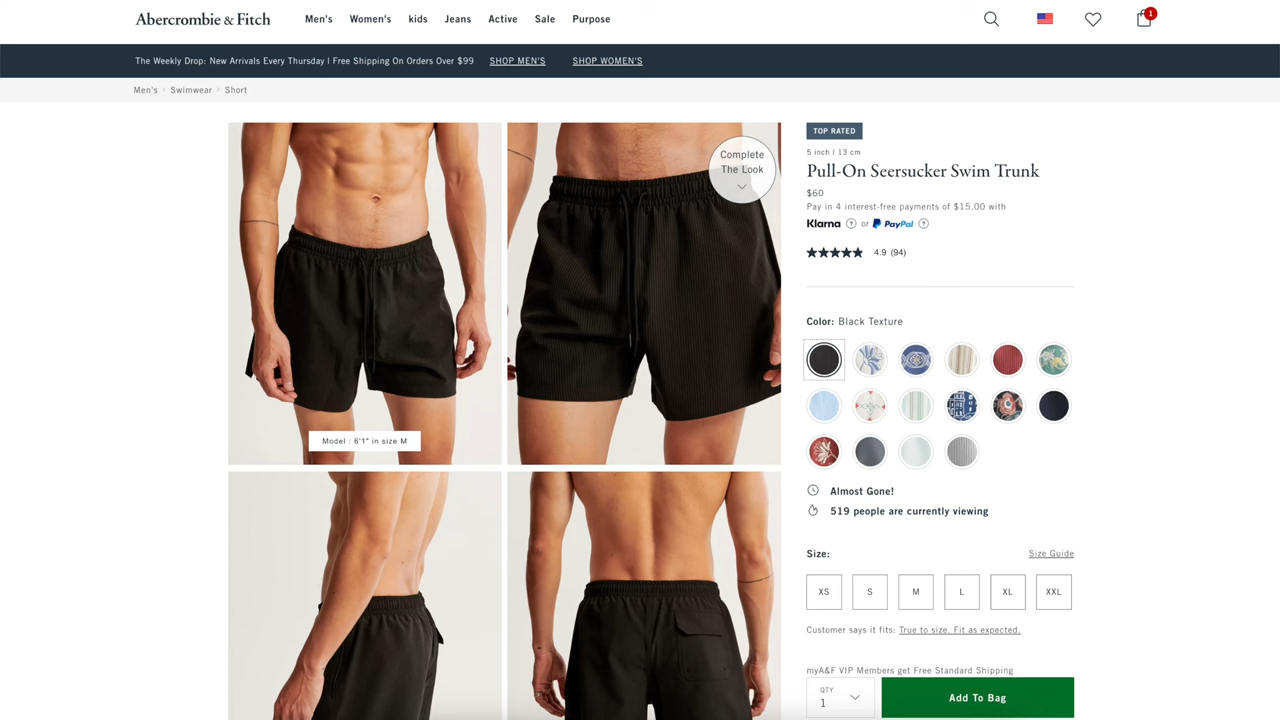 Abercrombie & Fitch
Men's Women's kids Jeans Active Sale Purpose
1
The Weekly Drop: New Arrivals Every Thursday | Free Shipping On Orders Over $99 SHOP MEN'S SHOP WOMEN'S
Men's › Swimwear › Short
Complete
The Look
Model : 6'1" in size M
TOP RATED
5 inch | 13 cm
Pull-On Seersucker Swim Trunk
$60
Pay in 4 interest-free payments of $15.00 with
Klarna ? or PayPal ?
4.9 (94)
Color: Black Texture
Almost Gone!
519 people are currently viewing
Size: Size Guide
XS S M L XL XXL
Customer says it fits: True to size. Fit as expected.
myA&F VIP Members get Free Standard Shipping
QTY
1
Add To Bag